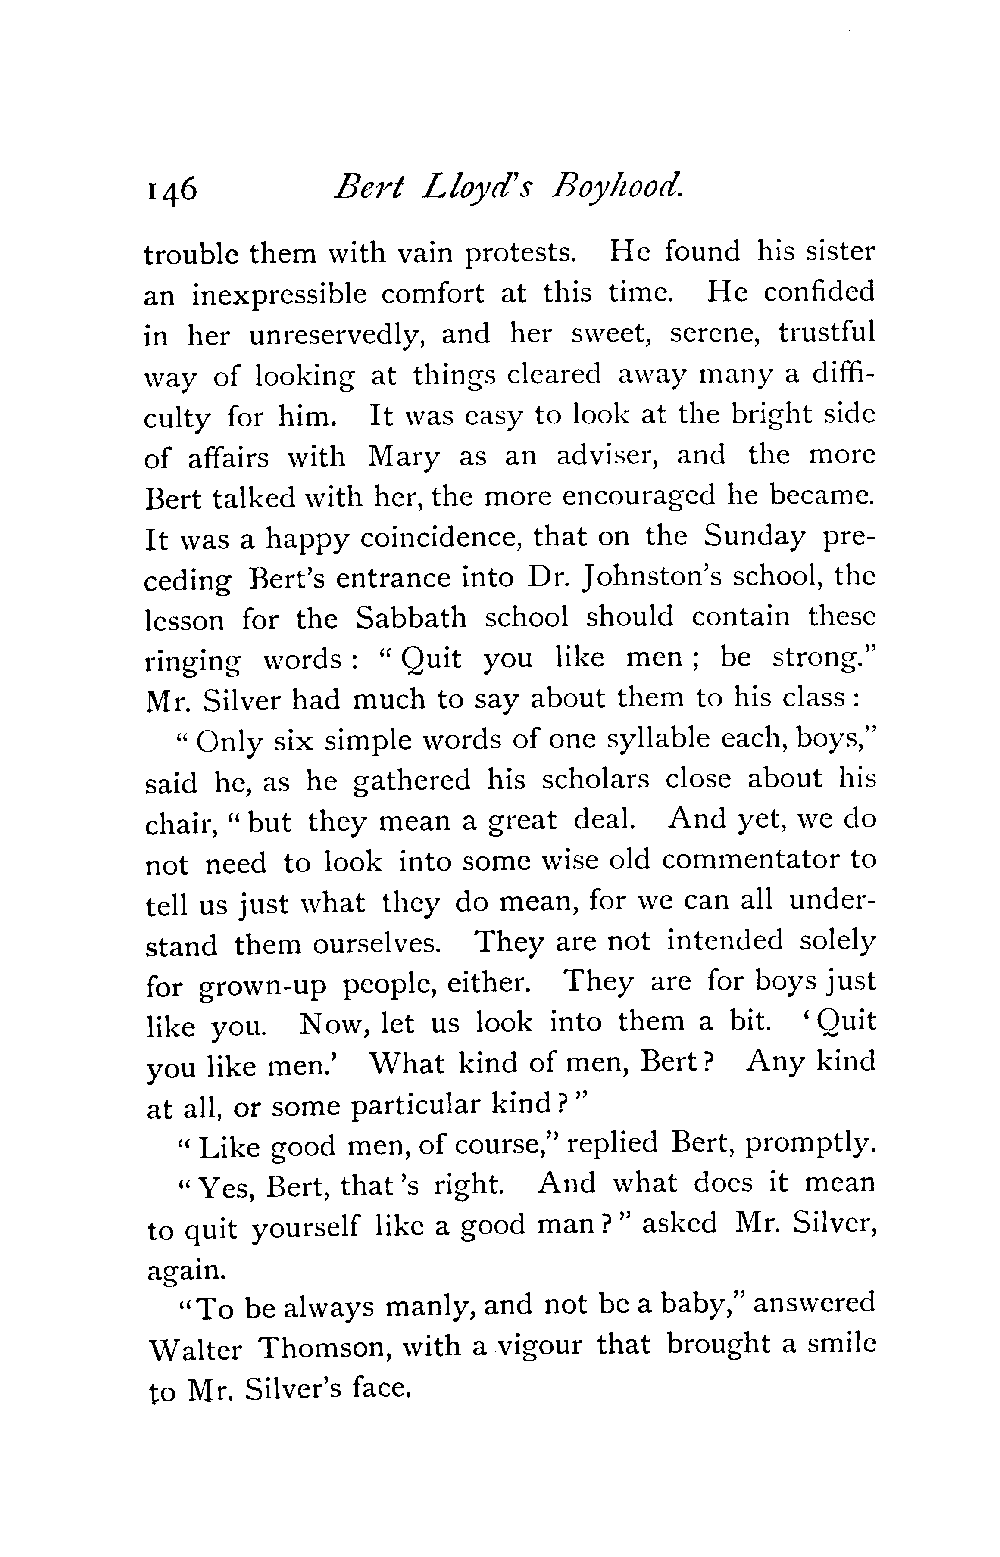 146 Bert Lloyd's Boyhood.
trouble them with vain protests. He found his sister
an inexpressible comfort at this time. He confided
in her unreservedly, and her sweet, serene, trustful
way of looking at things cleared away many a diffi-
culty for him. It was easy to look at the bright side
of affairs with Mary as an adviser, and the more
Bert talked with her, the more encouraged he became.
It was a happy coincidence, that on the Sunday pre-
ceding Bert's entrance into Dr. Johnston's school, the
lesson for the Sabbath school should contain these
ringing words : “ Quit you like men ; be strong.”
Mr. Silver had much to say about them to his class :
“ Only six simple words of one syllable each, boys,”
said he, as he gathered his scholars close about his
chair, “ but they mean a great deal. And yet, we do
not need to look into some wise old commentator to
tell us just what they do mean, for we can all under-
stand them ourselves. They are not intended solely
for grown-up people, either. They are for boys just
like you. Now, let us look into them a bit. ‘ Quit
you like men.’ What kind of men, Bert ? Any kind
at all, or some particular kind ? ”
“ Like good men, of course,” replied Bert, promptly.
“ Yes, Bert, that 's right. And what does it mean
to quit yourself like a good man ? ” asked Mr. Silver,
again.
“To be always manly, and not be a baby,” answered
Walter Thomson, with a vigour that brought a smile
to Mr. Silver's face.